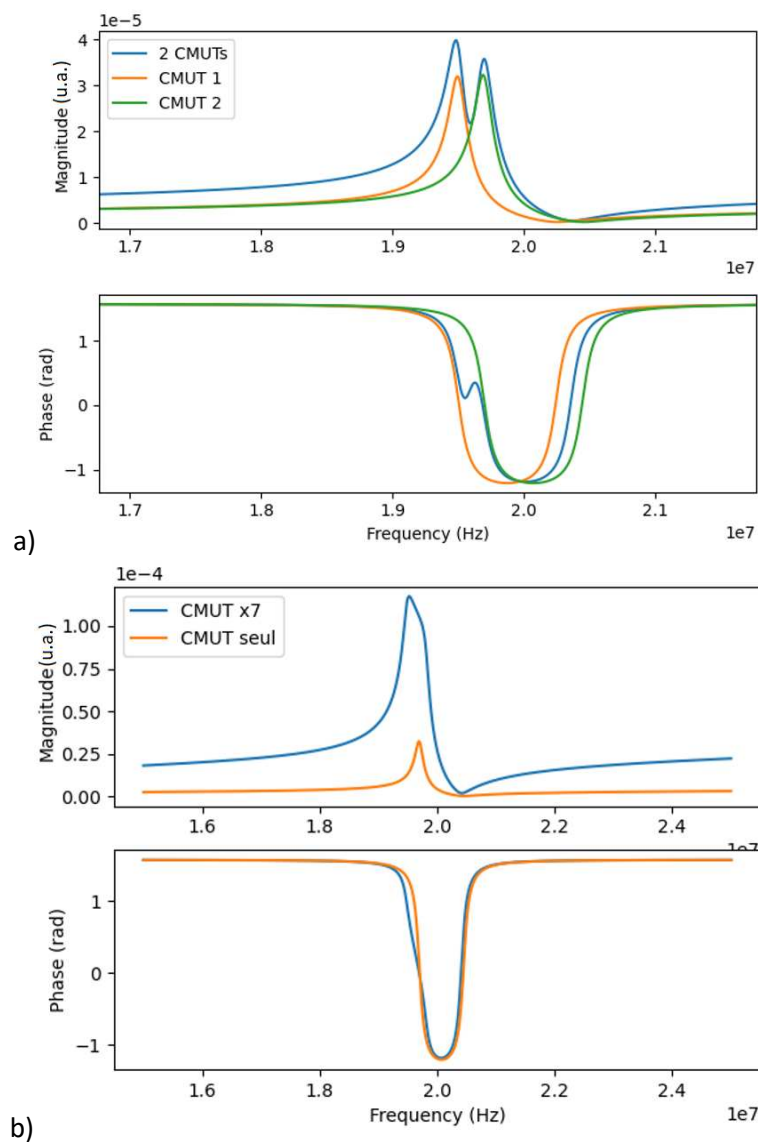 1e−5
4
3
2
1
0
Magnitude (u.a.)
2 CMUTs
CMUT 1
CMUT 2
1.7 1.8 1.9 2.0 2.1
1e7
1
0
−1
Phase (rad)
1.7 1.8 1.9 2.0 2.1
Frequency (Hz)
1e7
a)
1e−4
1.00
0.75
0.50
0.25
0.00
Magnitude (u.a.)
CMUT x7
CMUT seul
1.6 1.8 2.0 2.2 2.4
1e7
1
0
−1
Phase (rad)
1.6 1.8 2.0 2.2 2.4
Frequency (Hz)
1e7
b)